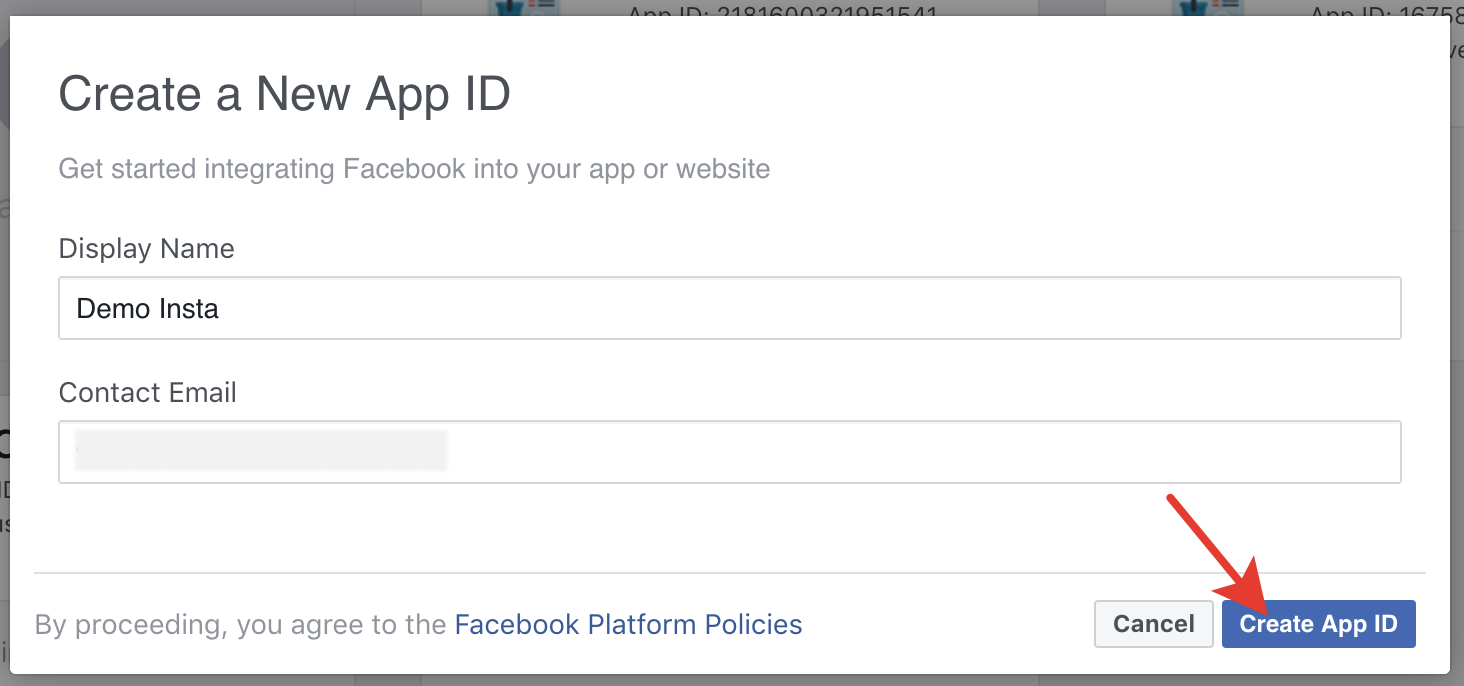 App ID: 2181600321951541
App ID: 16758
Create a New App ID
Get started integrating Facebook into your app or website
Display Name
Demo Insta
Contact Email
By proceeding, you agree to the Facebook Platform Policies
Cancel
Create App ID